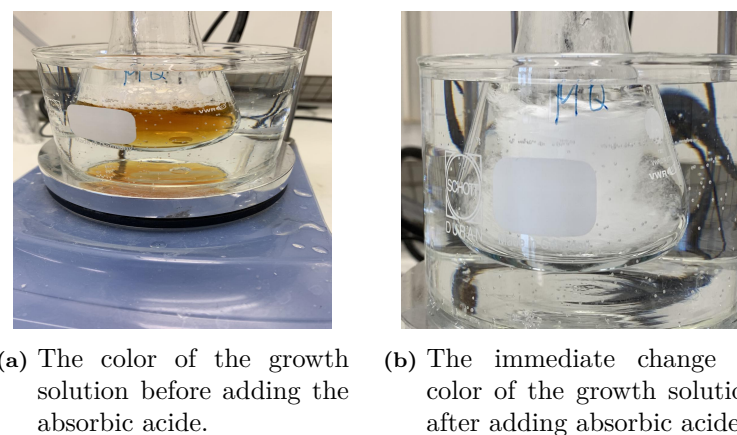 MQ
VWR
MQ
VWR
SCHOTT
DURAN
(a) The color of the growth
solution before adding the
absorbic acide.
(b) The immediate change
color of the growth solutio
after adding absorbic acide